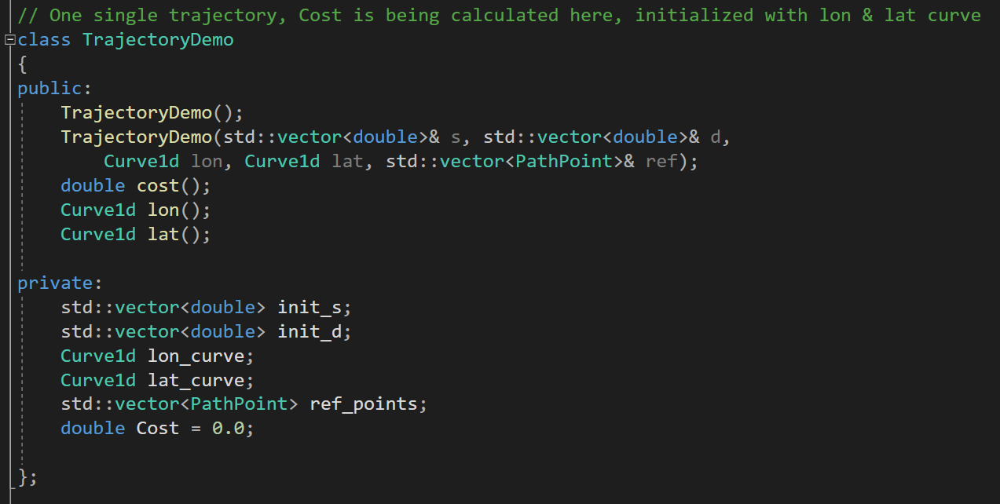 // One single trajectory, Cost is being calculated here, initialized with lon & lat curve
class TrajectoryDemo
{
public:
    TrajectoryDemo();
    TrajectoryDemo(std::vector<double>& s, std::vector<double>& d,
        Curve1d lon, Curve1d lat, std::vector<PathPoint>& ref);
    double cost();
    Curve1d lon();
    Curve1d lat();

private:
    std::vector<double> init_s;
    std::vector<double> init_d;
    Curve1d lon_curve;
    Curve1d lat_curve;
    std::vector<PathPoint> ref_points;
    double Cost = 0.0;

};